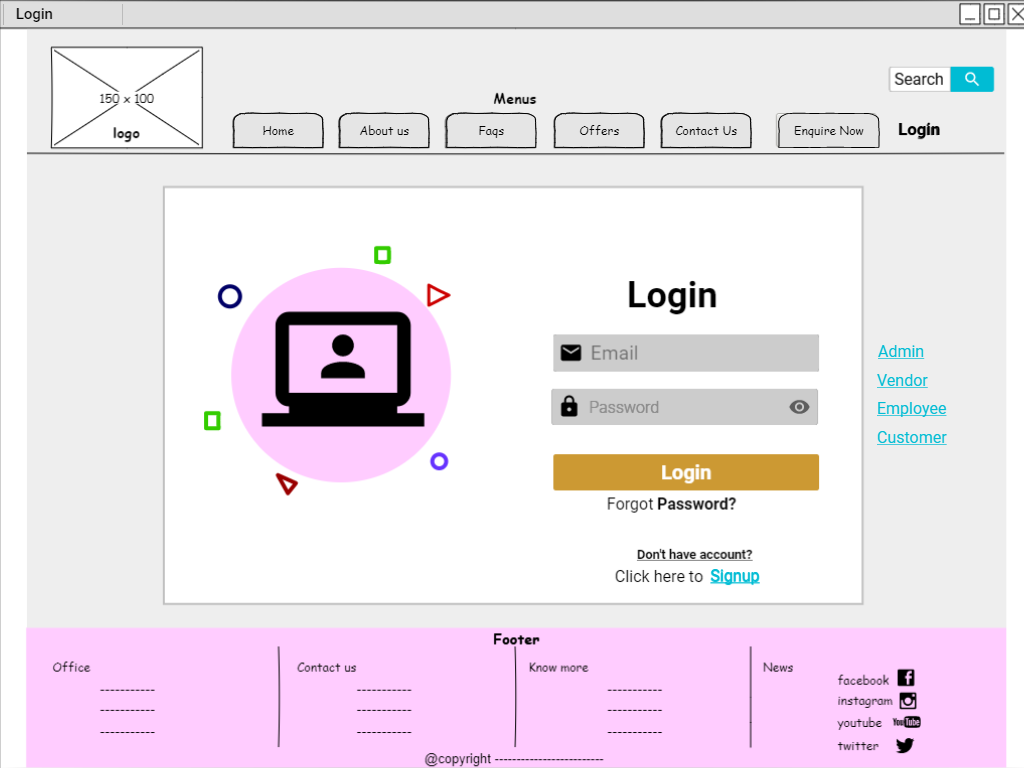 Login
150 x 100
logo
Menus
Search
Home
About us
Faqs
Offers
Contact Us
Enquire Now
Login
Login
Email
Password
Login
Forgot Password?
Don't have account?
Click here to Signup
Admin
Vendor
Employee
Customer
Footer
Office
-----------
-----------
-----------
Contact us
-----------
-----------
-----------
Know more
-----------
-----------
-----------
News
facebook
instagram
youtube You Tube
twitter
@copyright -------------------------